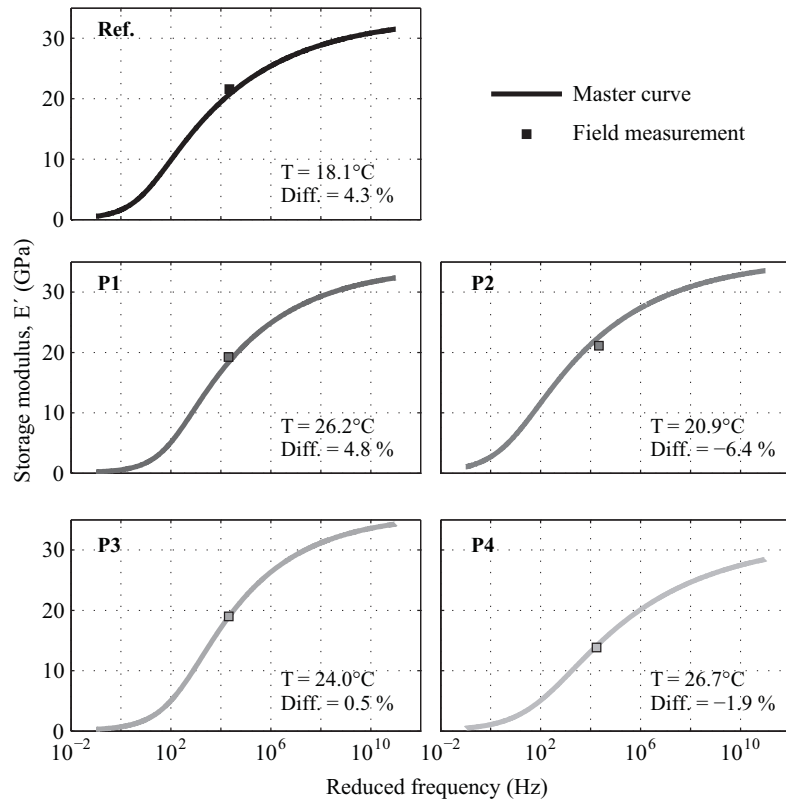 Ref.
30
20
10
0
T = 18.1°C
Diff. = 4.3 %
Master curve
Field measurement
Storage modulus, E′ (GPa)
P1
30
20
10
0
T = 26.2°C
Diff. = 4.8 %
P2
T = 20.9°C
Diff. = −6.4 %
P3
30
20
10
0
T = 24.0°C
Diff. = 0.5 %
P4
T = 26.7°C
Diff. = −1.9 %
10⁻² 10² 10⁶ 10¹⁰ 10⁻² 10² 10⁶ 10¹⁰
Reduced frequency (Hz)